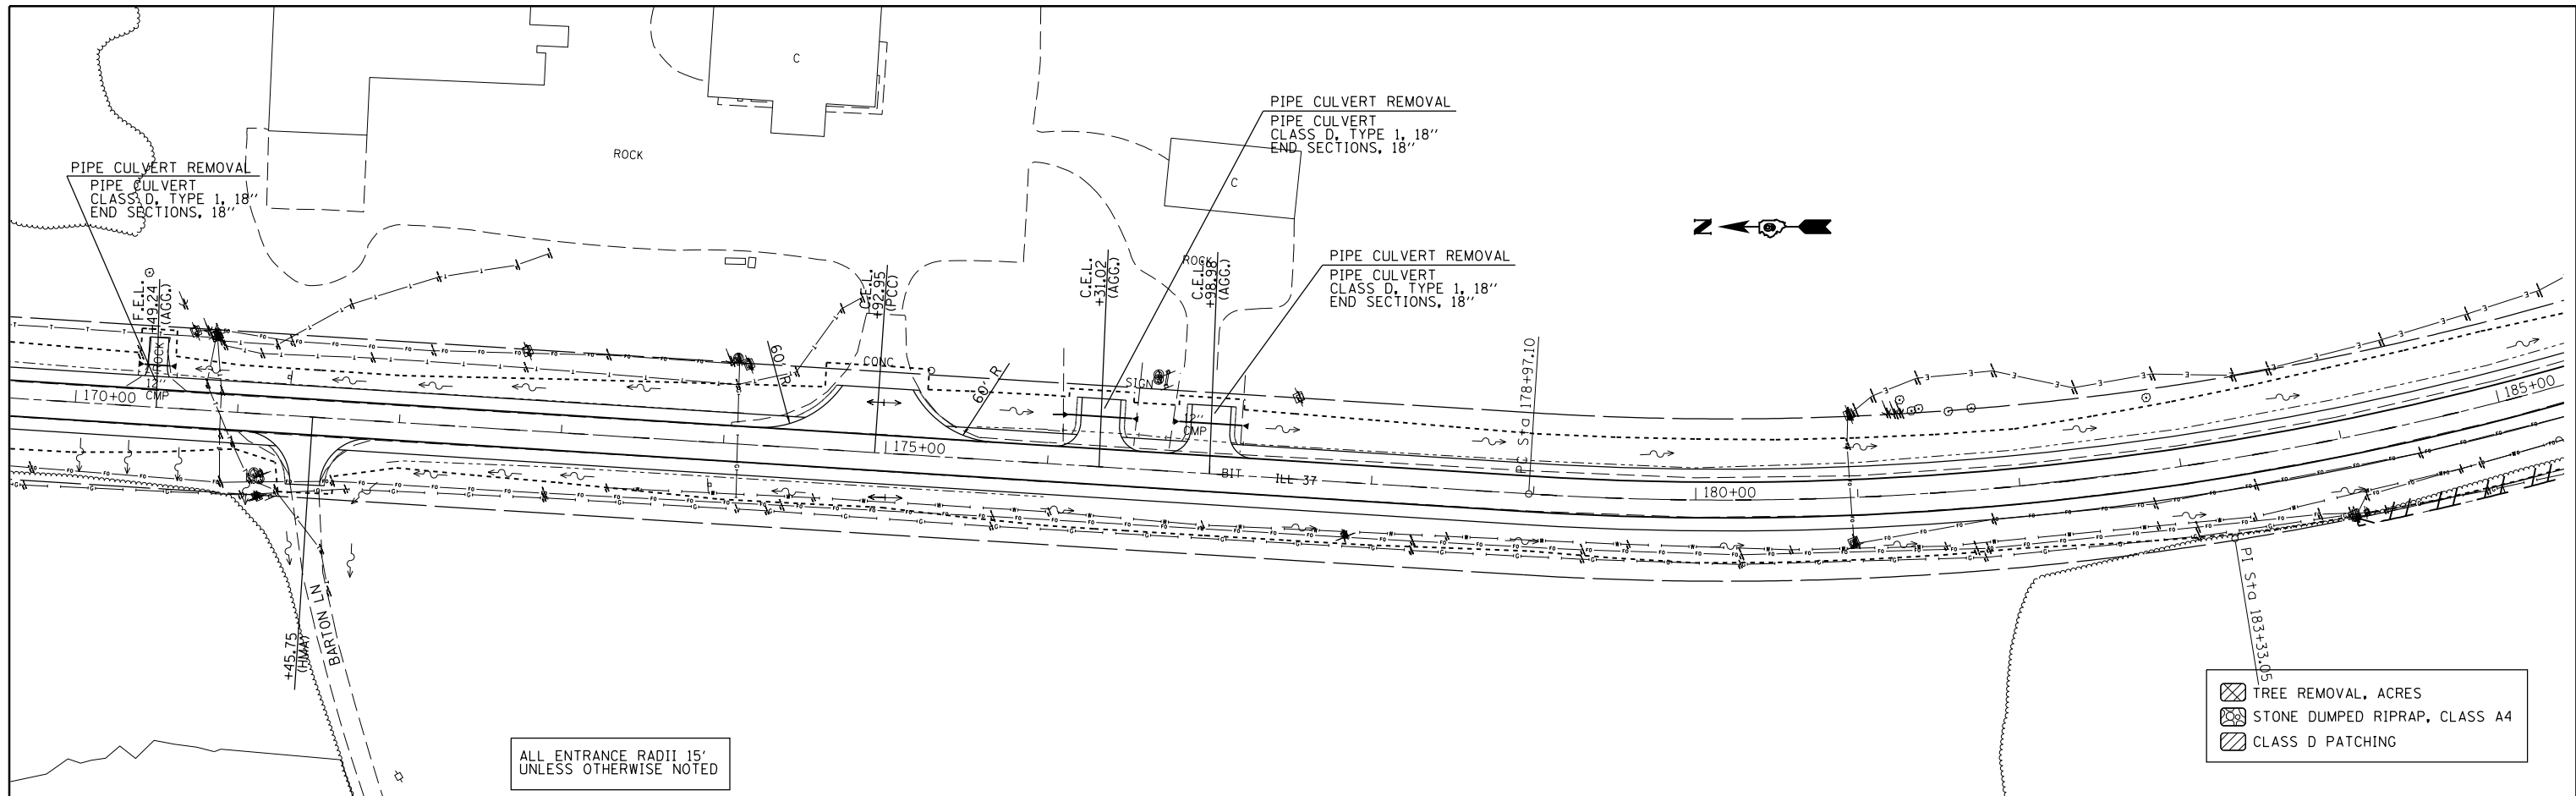 PIPE CULVERT REMOVAL
PIPE CULVERT
CLASS D, TYPE 1, 18''
END SECTIONS, 18''
ROCK
C
PIPE CULVERT REMOVAL
PIPE CULVERT
CLASS D, TYPE 1, 18''
END SECTIONS, 18''
C
N
PIPE CULVERT REMOVAL
PIPE CULVERT
CLASS D, TYPE 1, 18''
END SECTIONS, 18''
ROCK
F.E.L.
+49.24
(AGG.)
ROCK
12''
CMP
C.E.L.
+92.95
(PCC)
C.E.L.
+31.02
(AGG.)
C.E.L.
+98.98
(AGG.)
60' R
CONC
60' R
SIGN
12''
CMP
PC Sta 178+97.10
170+00
175+00
BIT
ILL 37
180+00
185+00
+45.75
(HMA)
BARTON LN
PI Sta 183+33.05
ALL ENTRANCE RADII 15'
UNLESS OTHERWISE NOTED
TREE REMOVAL, ACRES
STONE DUMPED RIPRAP, CLASS A4
CLASS D PATCHING